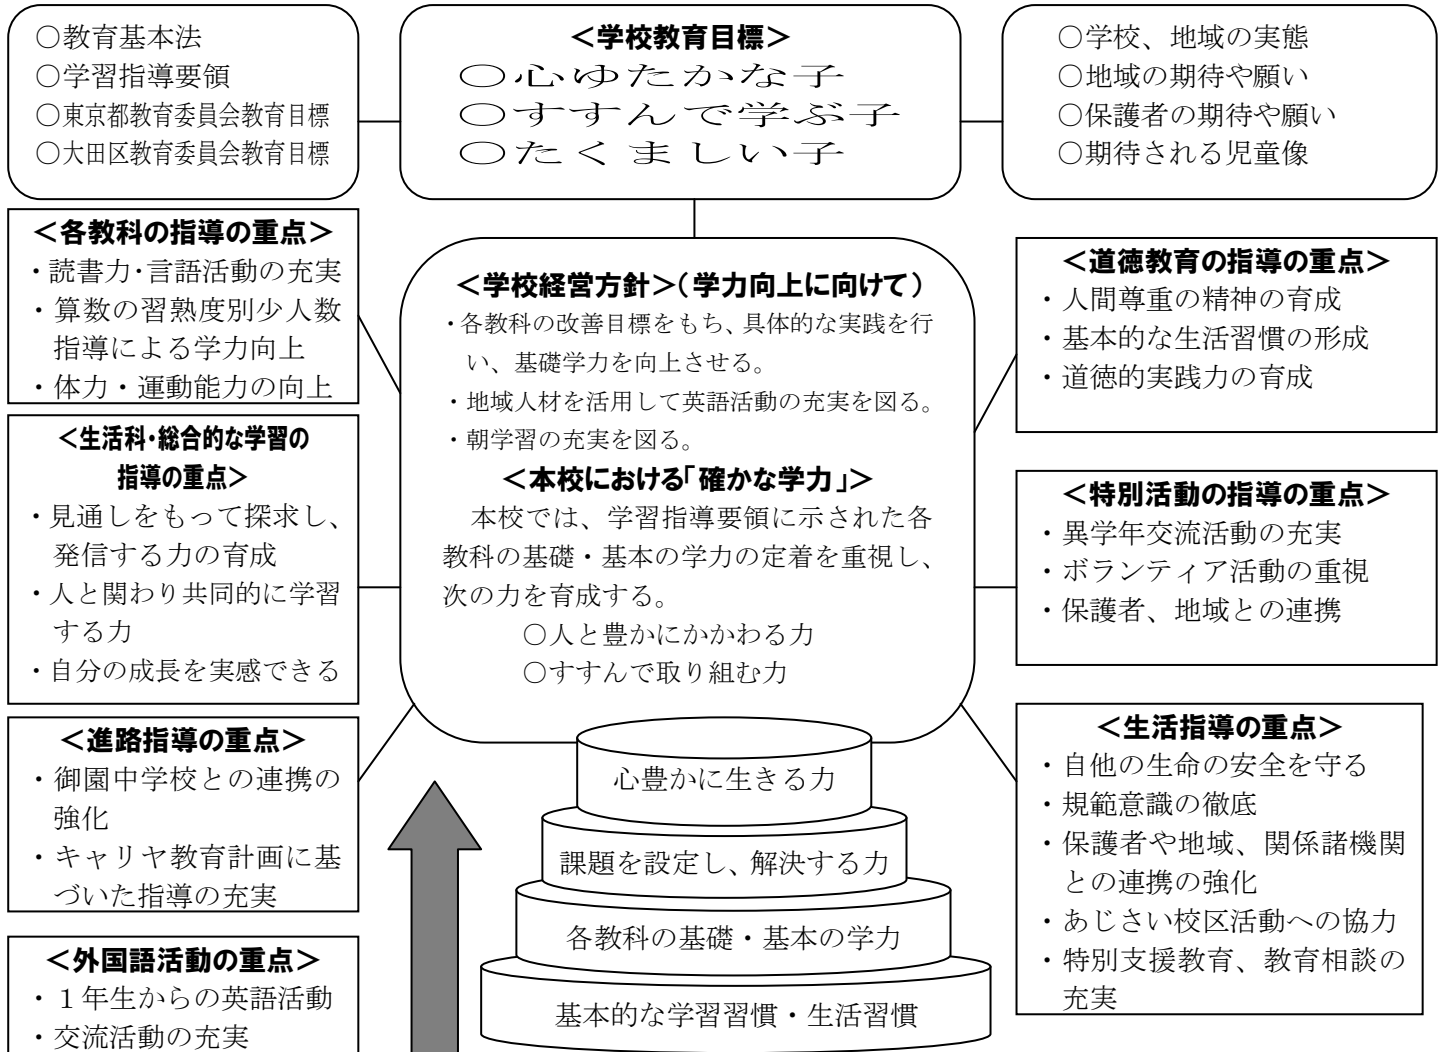 ○教育基本法
○学習指導要領
○東京都教育委員会教育目標
○大田区教育委員会教育目標
＜学校教育目標＞
○心ゆたかな子
○すすんで学ぶ子
○たくましい子
○学校、地域の実態
○地域の期待や願い
○保護者の期待や願い
○期待される児童像
＜各教科の指導の重点＞
・読書力・言語活動の充実
・算数の習熟度別少人数
指導による学力向上
・体力・運動能力の向上
＜生活科・総合的な学習の
指導の重点＞
・見通しをもって探求し、
発信する力の育成
・人と関わり共同的に学習
する力
・自分の成長を実感できる
＜進路指導の重点＞
・御園中学校との連携の
強化
・キャリヤ教育計画に基
づいた指導の充実
＜外国語活動の重点＞
・１年生からの英語活動
・交流活動の充実
＜学校経営方針＞（学力向上に向けて）
・各教科の改善目標をもち、具体的な実践を行
い、基礎学力を向上させる。
・地域人材を活用して英語活動の充実を図る。
・朝学習の充実を図る。
＜本校における「確かな学力」＞
本校では、学習指導要領に示された各
教科の基礎・基本の学力の定着を重視し、
次の力を育成する。
○人と豊かにかかわる力
○すすんで取り組む力
心豊かに生きる力
課題を設定し、解決する力
各教科の基礎・基本の学力
基本的な学習習慣・生活習慣
＜道徳教育の指導の重点＞
・人間尊重の精神の育成
・基本的な生活習慣の形成
・道徳的実践力の育成
＜特別活動の指導の重点＞
・異学年交流活動の充実
・ボランティア活動の重視
・保護者、地域との連携
＜生活指導の重点＞
・自他の生命の安全を守る
・規範意識の徹底
・保護者や地域、関係諸機関
との連携の強化
・あじさい校区活動への協力
・特別支援教育、教育相談の
充実